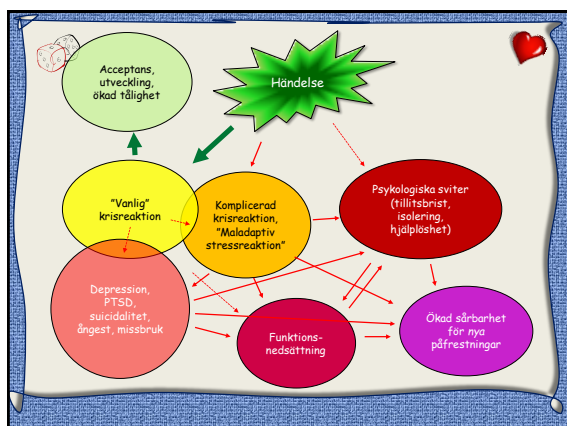 Acceptans,
utveckling,
ökad tålighet
Händelse
"Vanlig"
krisreaktion
Komplicerad
krisreaktion,
"Maladaptiv
stressreaktion"
Psykologiska sviter
(tillitsbrist,
isolering,
hjälplöshet)
Depression,
PTSD,
suicidalitet,
ångest, missbruk
Funktions-
nedsättning
Ökad sårbarhet
för nya
påfrestningar